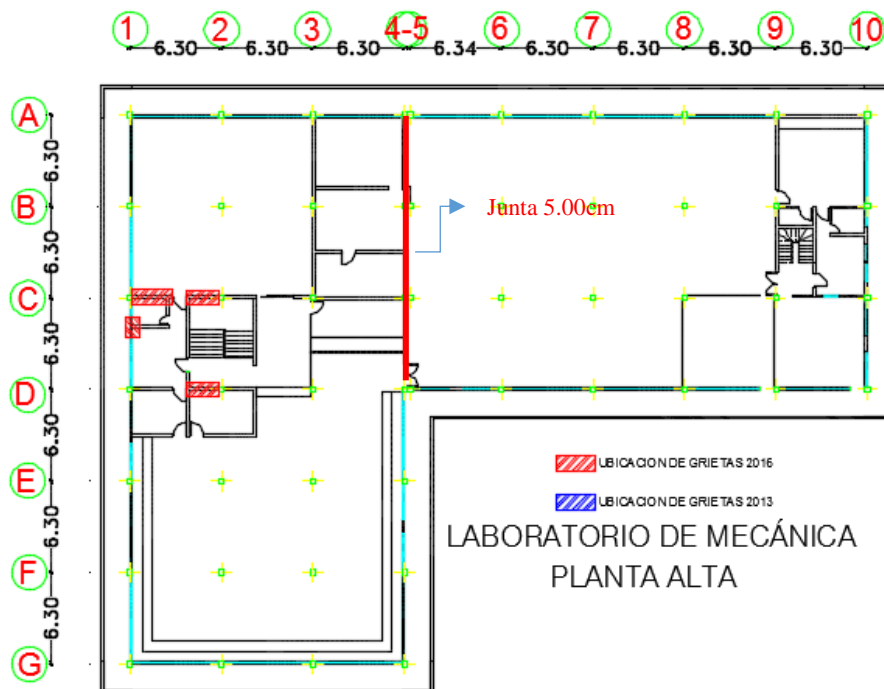 1 2 3 4-5 6 7 8 9 10
6.30 6.30 6.30 6.34 6.30 6.30 6.30 6.30
A
6.30
B
Junta 5.00cm
6.30
C
6.30
D
6.30
E
UBICACION DE GRIETAS 2016
6.30
UBICACION DE GRIETAS 2013
LABORATORIO DE MECÁNICA
F
PLANTA ALTA
6.30
G